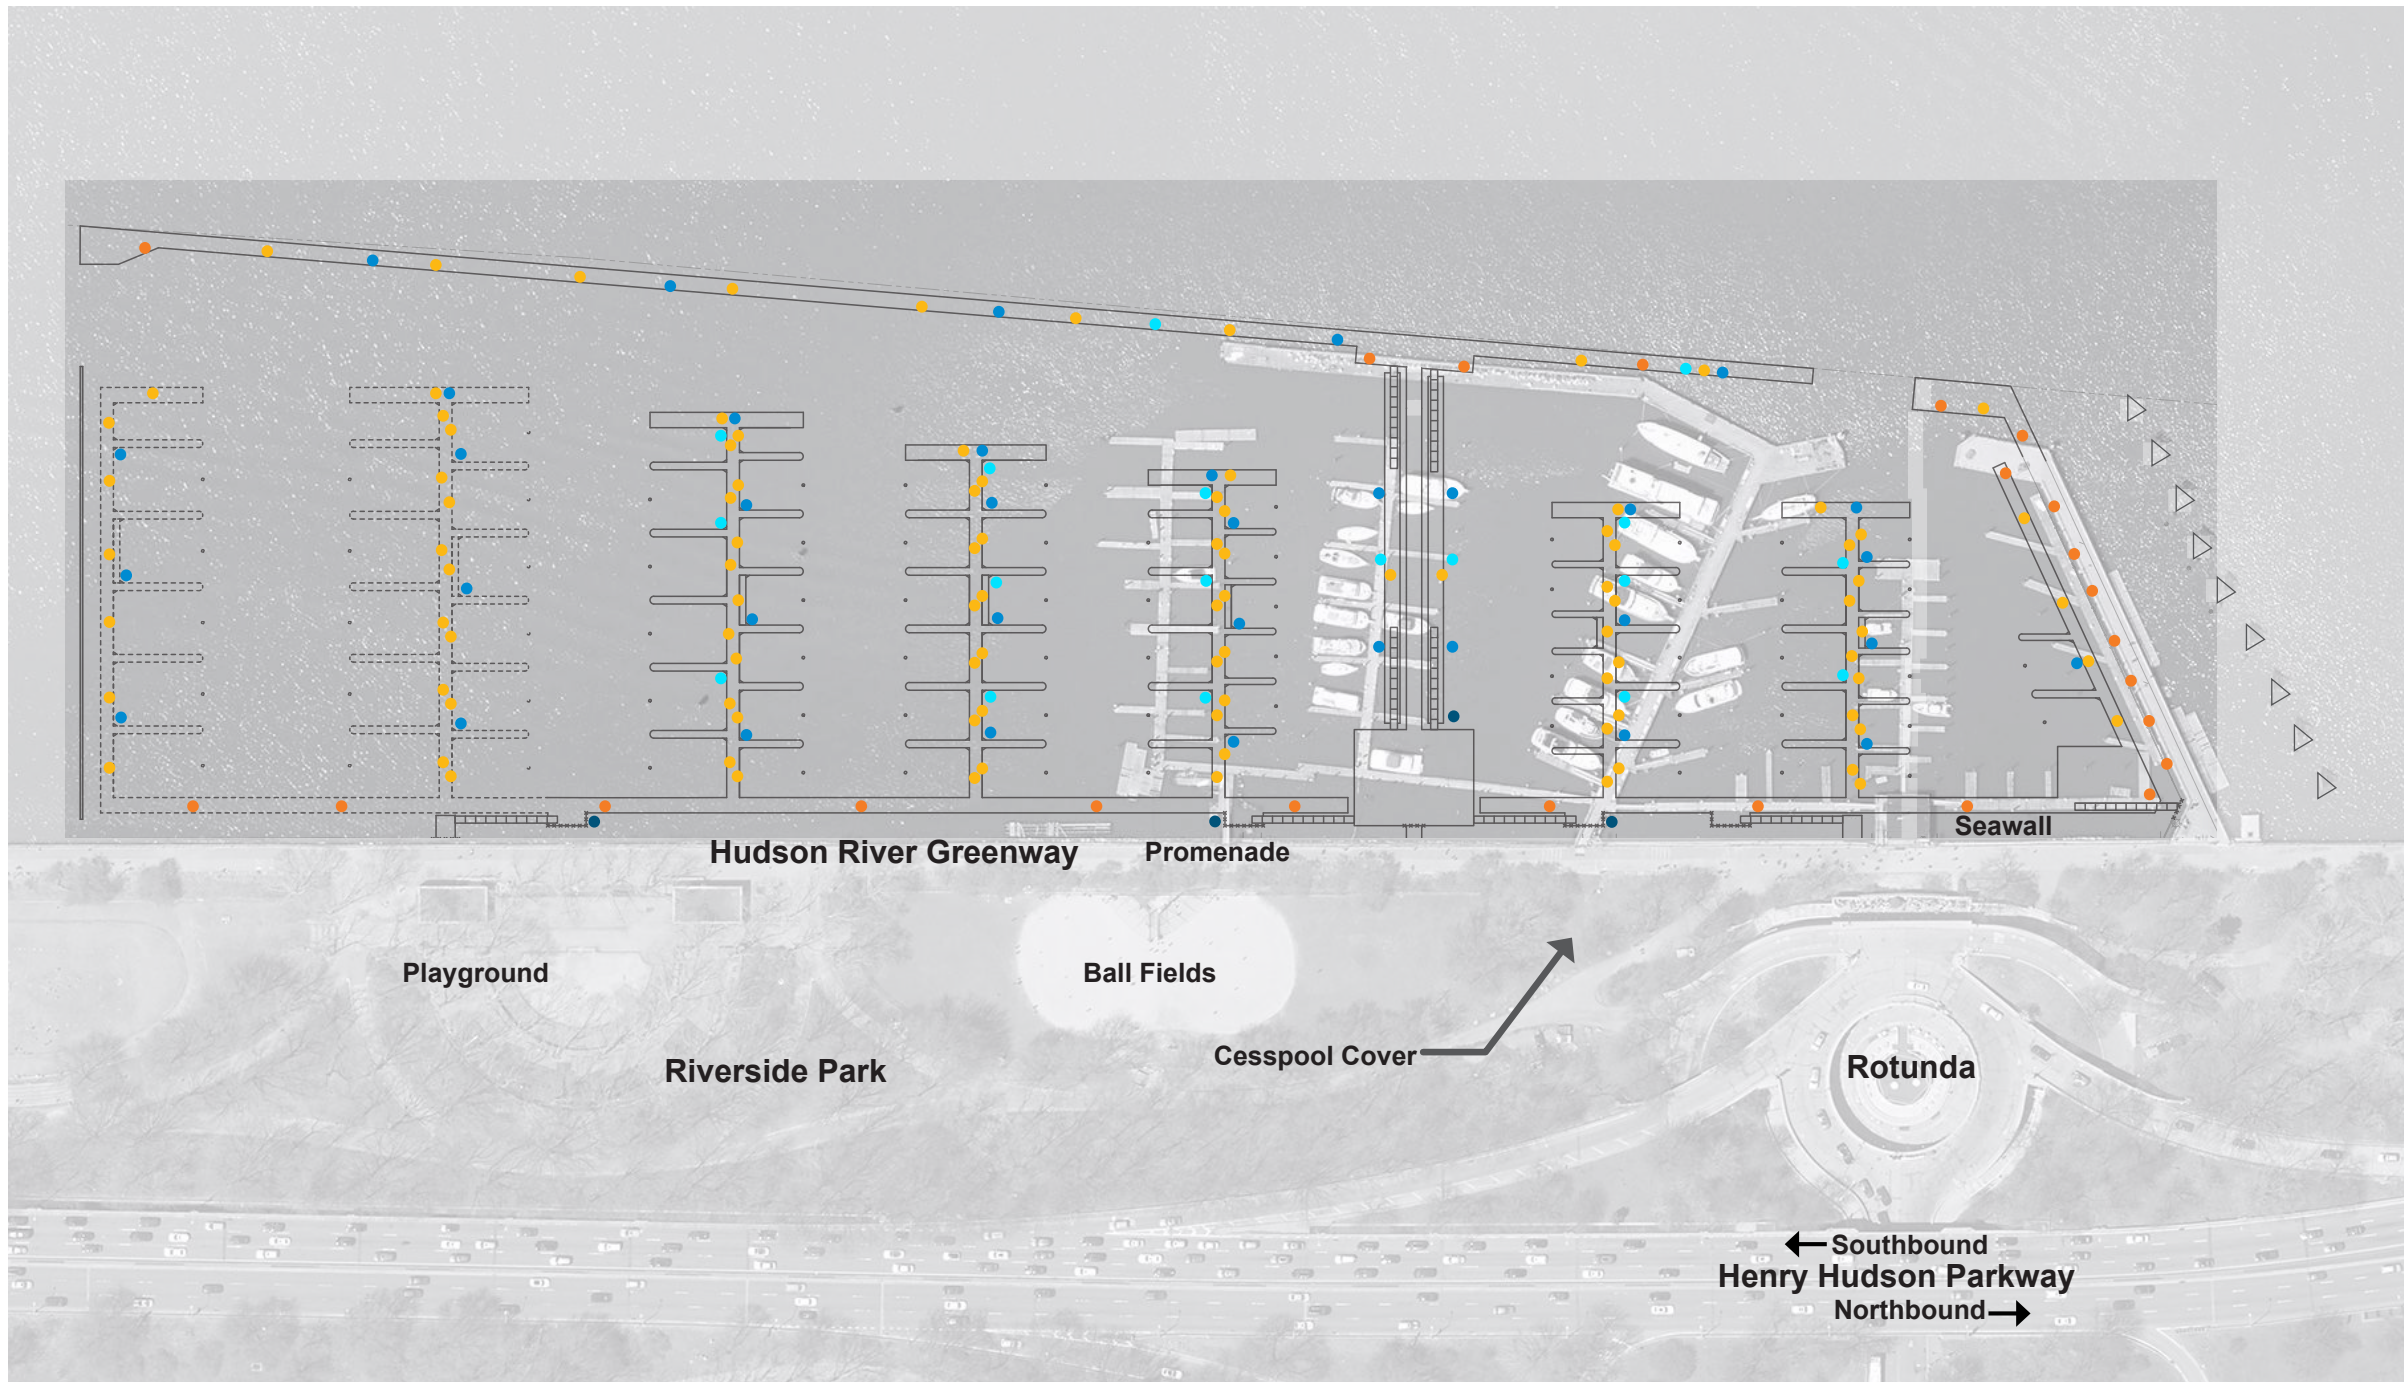 Seawall
Hudson River Greenway
Promenade
Playground
Ball Fields
Cesspool Cover
Riverside Park
Rotunda
Southbound
Henry Hudson Parkway
Northbound